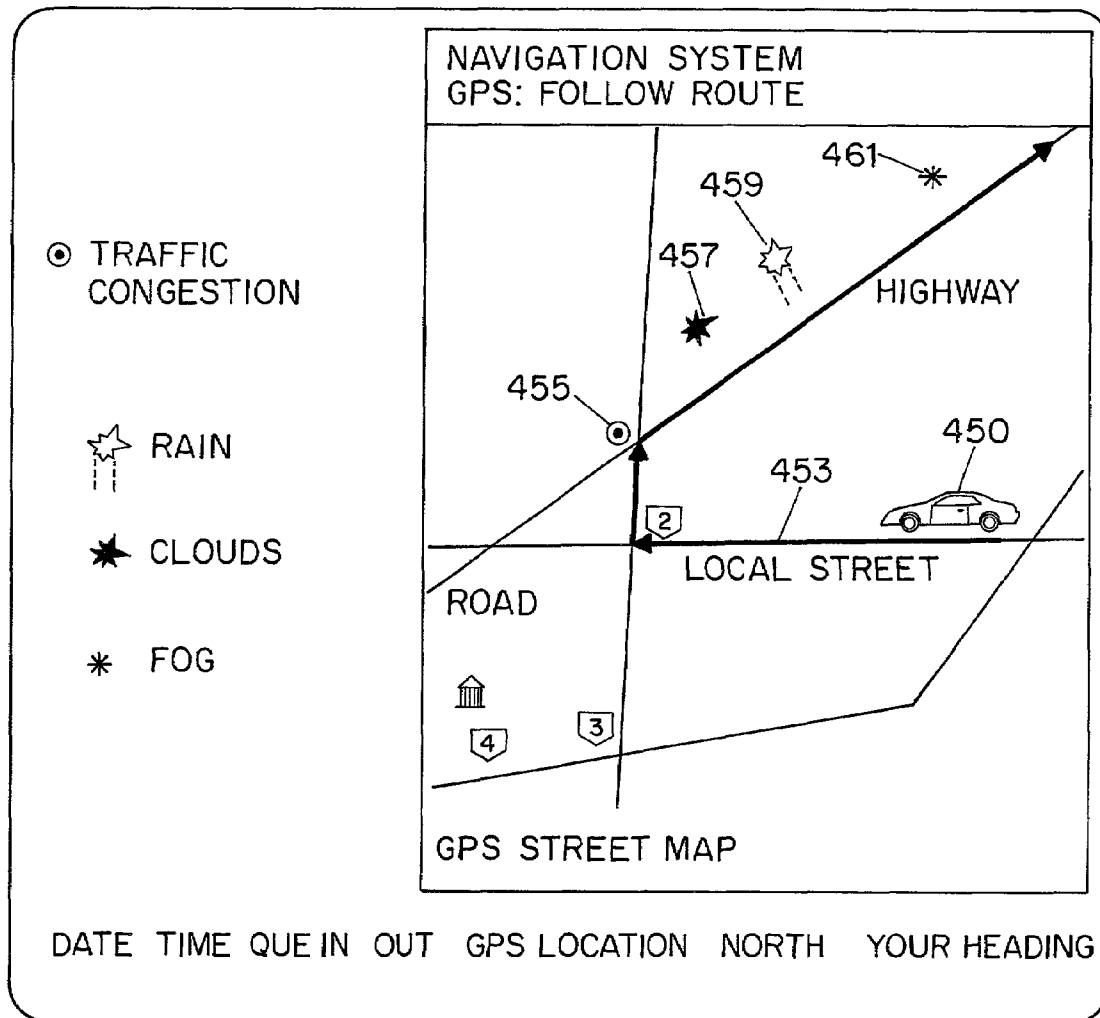 NAVIGATION SYSTEM
GPS: FOLLOW ROUTE
461
459
TRAFFIC
CONGESTION
457
HIGHWAY
455
450
RAIN
453
2
CLOUDS
LOCAL STREET
ROAD
FOG
3
4
GPS STREET MAP
DATE TIME QUE IN OUT GPS LOCATION NORTH YOUR HEADING